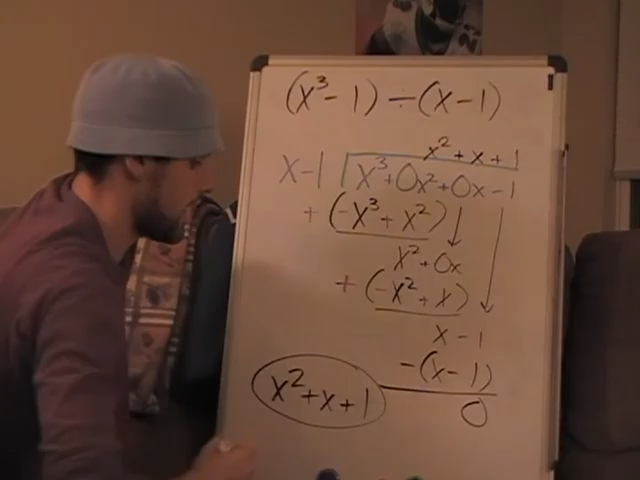 (x³ - 1) ÷ (x - 1)
x² + x + 1
x - 1 x³ + 0x² + 0x - 1
+ (-x³ + x²)
x² + 0x
+ (-x² + x)
x - 1
-(x - 1)
x² + x + 1
0